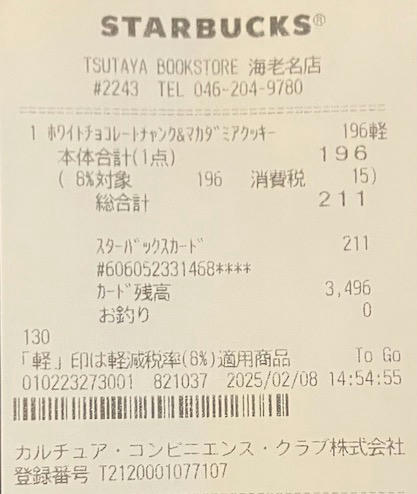 STARBUCKS®
TSUTAYA BOOKSTORE 海老名店
#2243 TEL 046-204-9780
1 ﾎﾜｲﾄﾁｮｺﾚｰﾄﾁｬﾝｸ&ﾏｶﾀﾞﾐｱｸｯｷｰ 196軽
本体合計(1点) 196
( 8%対象 196 消費税 15)
総合計 211
ｽﾀｰﾊﾞｯｸｽｶｰﾄﾞ 211
#606052331468****
ｶｰﾄﾞ残高 3,496
お釣り 0
130
「軽」印は軽減税率(8%)適用商品 To Go
010223273001 821037 2025/02/08 14:54:55
カルチュア・コンビニエンス・クラブ株式会社
登録番号 T2120001077107